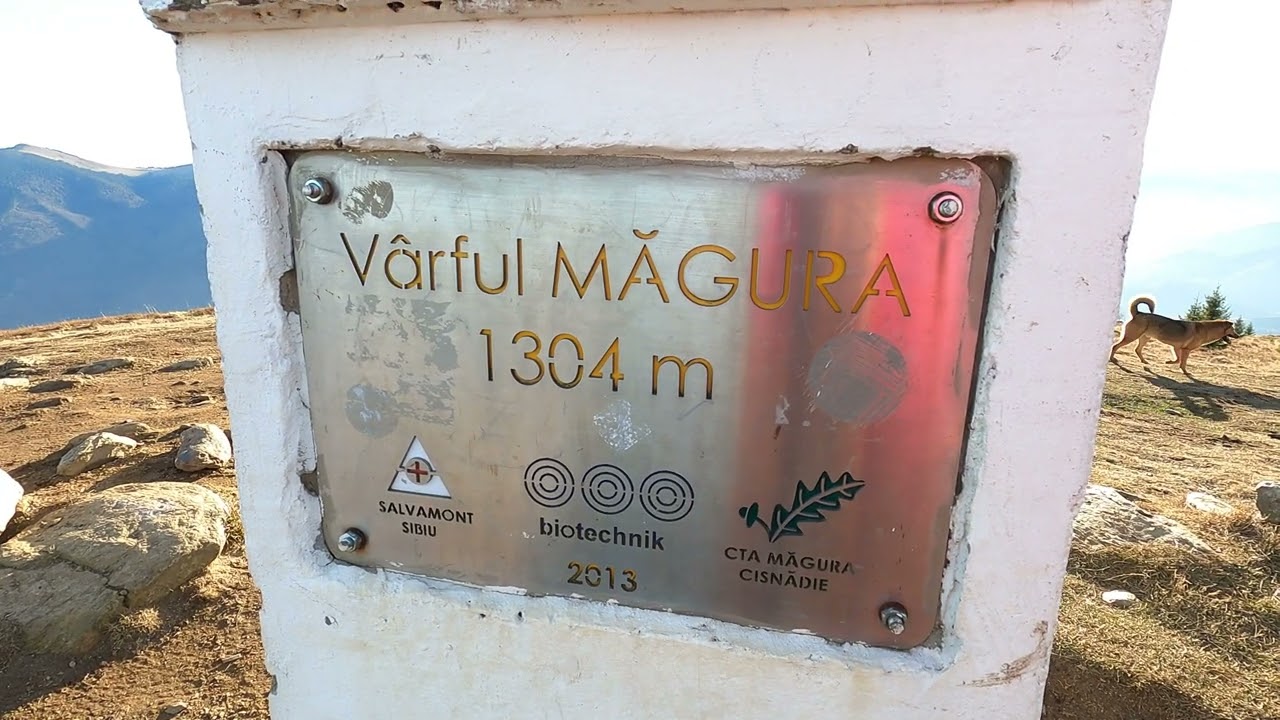 Vârful MĂGURA
1304 m
SALVAMONT
SIBIU
biotechnik
2013
CTA MĂGURA
CISNĂDIE